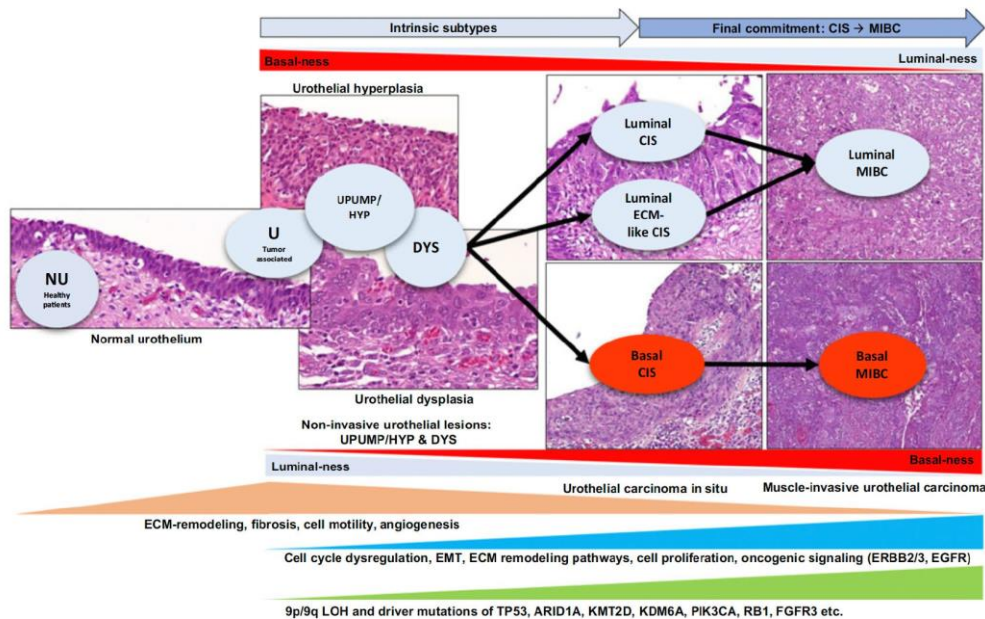 Intrinsic subtypes
Final commitment: CIS → MIBC
Basal-ness
Luminal-ness
Urothelial hyperplasia
Luminal
CIS
Luminal
MIBC
UPUMP/
HYP
Luminal
ECM-
like CIS
U
Tumor
associated
DYS
NU
Healthy
patients
Normal urothelium
Basal
CIS
Basal
MIBC
Urothelial dysplasia
Non-invasive urothelial lesions:
UPUMP/HYP & DYS
Luminal-ness
Basal-ness
Urothelial carcinoma in situ
Muscle-invasive urothelial carcinoma
ECM-remodeling, fibrosis, cell motility, angiogenesis
Cell cycle dysregulation, EMT, ECM remodeling pathways, cell proliferation, oncogenic signaling (ERBB2/3, EGFR)
9p/9q LOH and driver mutations of TP53, ARID1A, KMT2D, KDM6A, PIK3CA, RB1, FGFR3 etc.